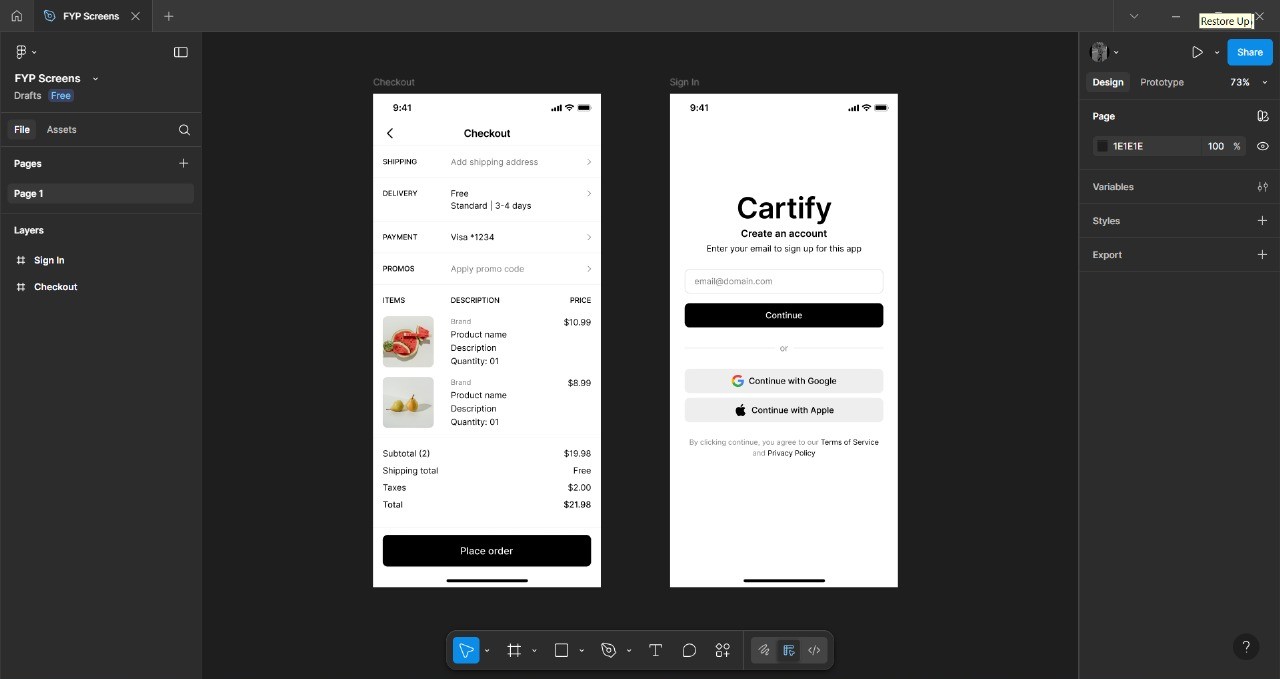 FYP Screens
Restore Up
FYP Screens
Drafts Free
File Assets
Pages
Page 1
Layers
Sign In
Checkout
Checkout
9:41
Checkout
SHIPPING Add shipping address
DELIVERY Free
Standard | 3-4 days
PAYMENT Visa *1234
PROMOS Apply promo code
ITEMS DESCRIPTION PRICE
Brand
Product name
Description
Quantity: 01
$10.99
Brand
Product name
Description
Quantity: 01
$8.99
Subtotal (2) $19.98
Shipping total Free
Taxes $2.00
Total $21.98
Place order
Sign In
9:41
Cartify
Create an account
Enter your email to sign up for this app
email@domain.com
Continue
or
Continue with Google
Continue with Apple
By clicking continue, you agree to our Terms of Service
and Privacy Policy
Share
Design Prototype 73%
Page
1E1E1E 100 %
Variables
Styles
Export
?